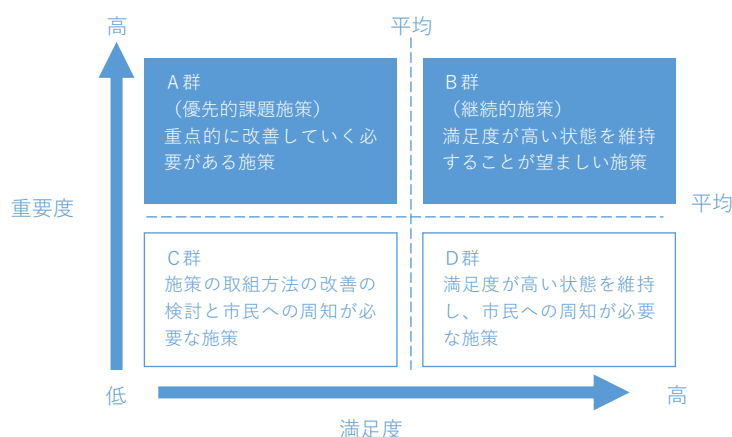 高
平均
A群
（優先的課題施策）
重点的に改善していく必
要がある施策
B群
（継続的施策）
満足度が高い状態を維持
することが望ましい施策
重要度
平均
C群
施策の取組方法の改善の
検討と市民への周知が必
要な施策
D群
満足度が高い状態を維持
し、市民への周知が必要
な施策
低
高
満足度